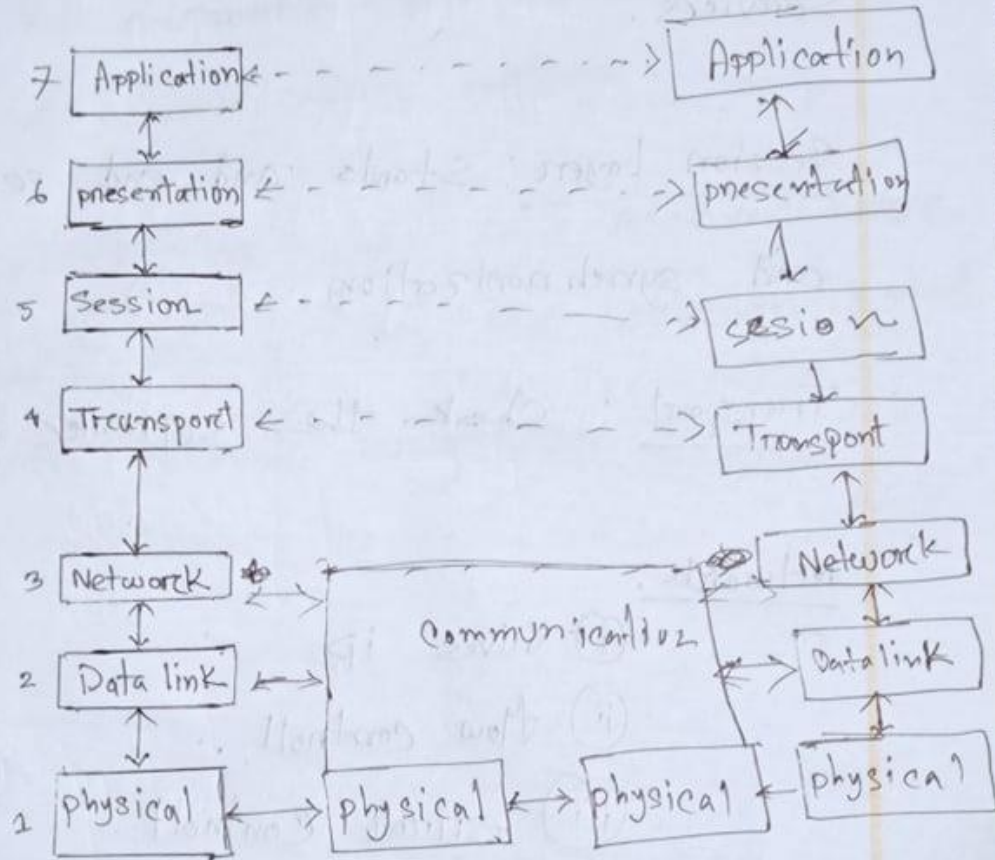 7 Application Application
6 presentation presentation
5 Session sesion
4 Transport Transport
3 Network Network
Communication
2 Data link Data link
1 physical physical physical physical